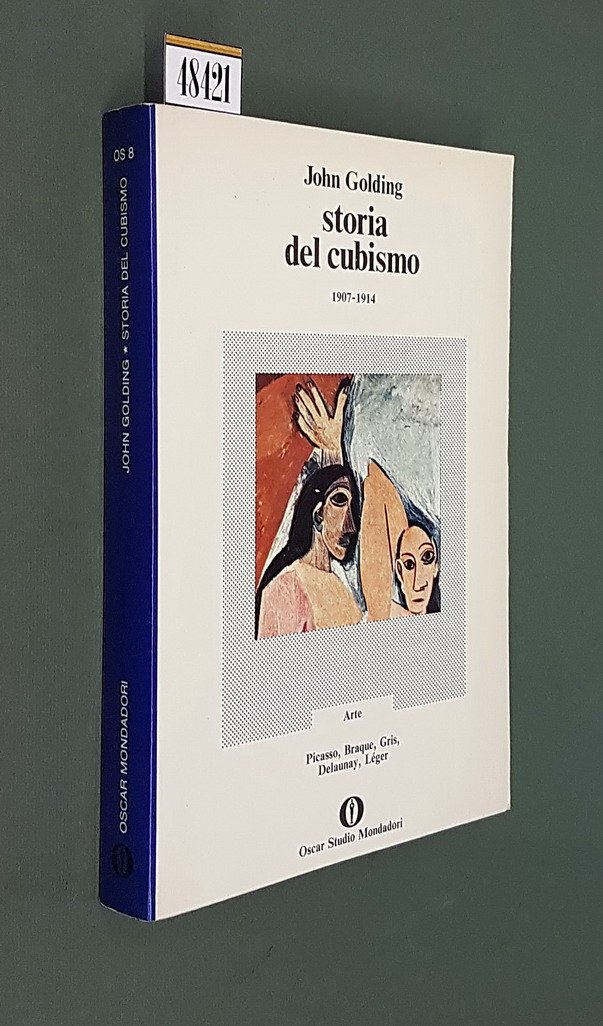 48421
OS 8
JOHN GOLDING * STORIA DEL CUBISMO
OSCAR MONDADORI
John Golding
storia
del cubismo
1907-1914
Arte
Picasso, Braque, Gris,
Delaunay, Léger
Oscar Studio Mondadori